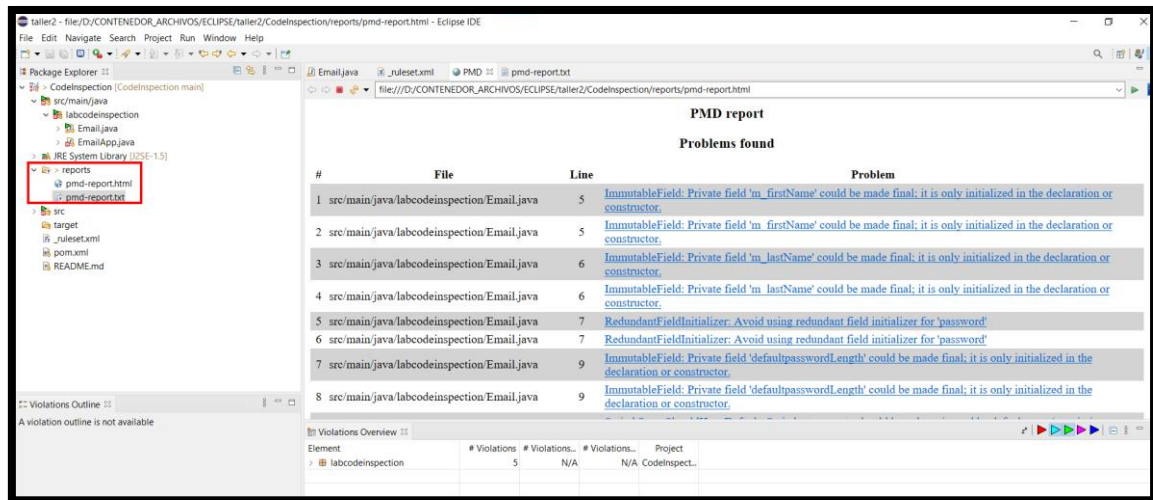 taller2 - file:/D:/CONTENEDOR_ARCHIVOS/ECLIPSE/taller2/CodeInspection/reports/pmd-report.html - Eclipse IDE
File Edit Navigate Search Project Run Window Help
Package Explorer
> CodeInspection [CodeInspection main]
src/main/java
labcodeinspection
Email.java
EmailApp.java
JRE System Library [J2SE-1.5]
> reports
pmd-report.html
pmd-report.txt
src
target
_ruleset.xml
pom.xml
README.md
Violations Outline
A violation outline is not available
Email.java _ruleset.xml PMD pmd-report.txt
file:///D:/CONTENEDOR_ARCHIVOS/ECLIPSE/taller2/CodeInspection/reports/pmd-report.html
PMD report
Problems found
# File Line Problem
1 src/main/java/labcodeinspection/Email.java 5 ImmutableField: Private field 'm_firstName' could be made final; it is only initialized in the declaration or
constructor.
2 src/main/java/labcodeinspection/Email.java 5 ImmutableField: Private field 'm_firstName' could be made final; it is only initialized in the declaration or
constructor.
3 src/main/java/labcodeinspection/Email.java 6 ImmutableField: Private field 'm_lastName' could be made final; it is only initialized in the declaration or
constructor.
4 src/main/java/labcodeinspection/Email.java 6 ImmutableField: Private field 'm_lastName' could be made final; it is only initialized in the declaration or
constructor.
5 src/main/java/labcodeinspection/Email.java 7 RedundantFieldInitializer: Avoid using redundant field initializer for 'password'
6 src/main/java/labcodeinspection/Email.java 7 RedundantFieldInitializer: Avoid using redundant field initializer for 'password'
7 src/main/java/labcodeinspection/Email.java 9 ImmutableField: Private field 'defaultpasswordLength' could be made final; it is only initialized in the
declaration or constructor.
8 src/main/java/labcodeinspection/Email.java 9 ImmutableField: Private field 'defaultpasswordLength' could be made final; it is only initialized in the
declaration or constructor.
Violations Overview
Element # Violations # Violations... # Violations... Project
labcodeinspection 5 N/A N/A CodeInspect...